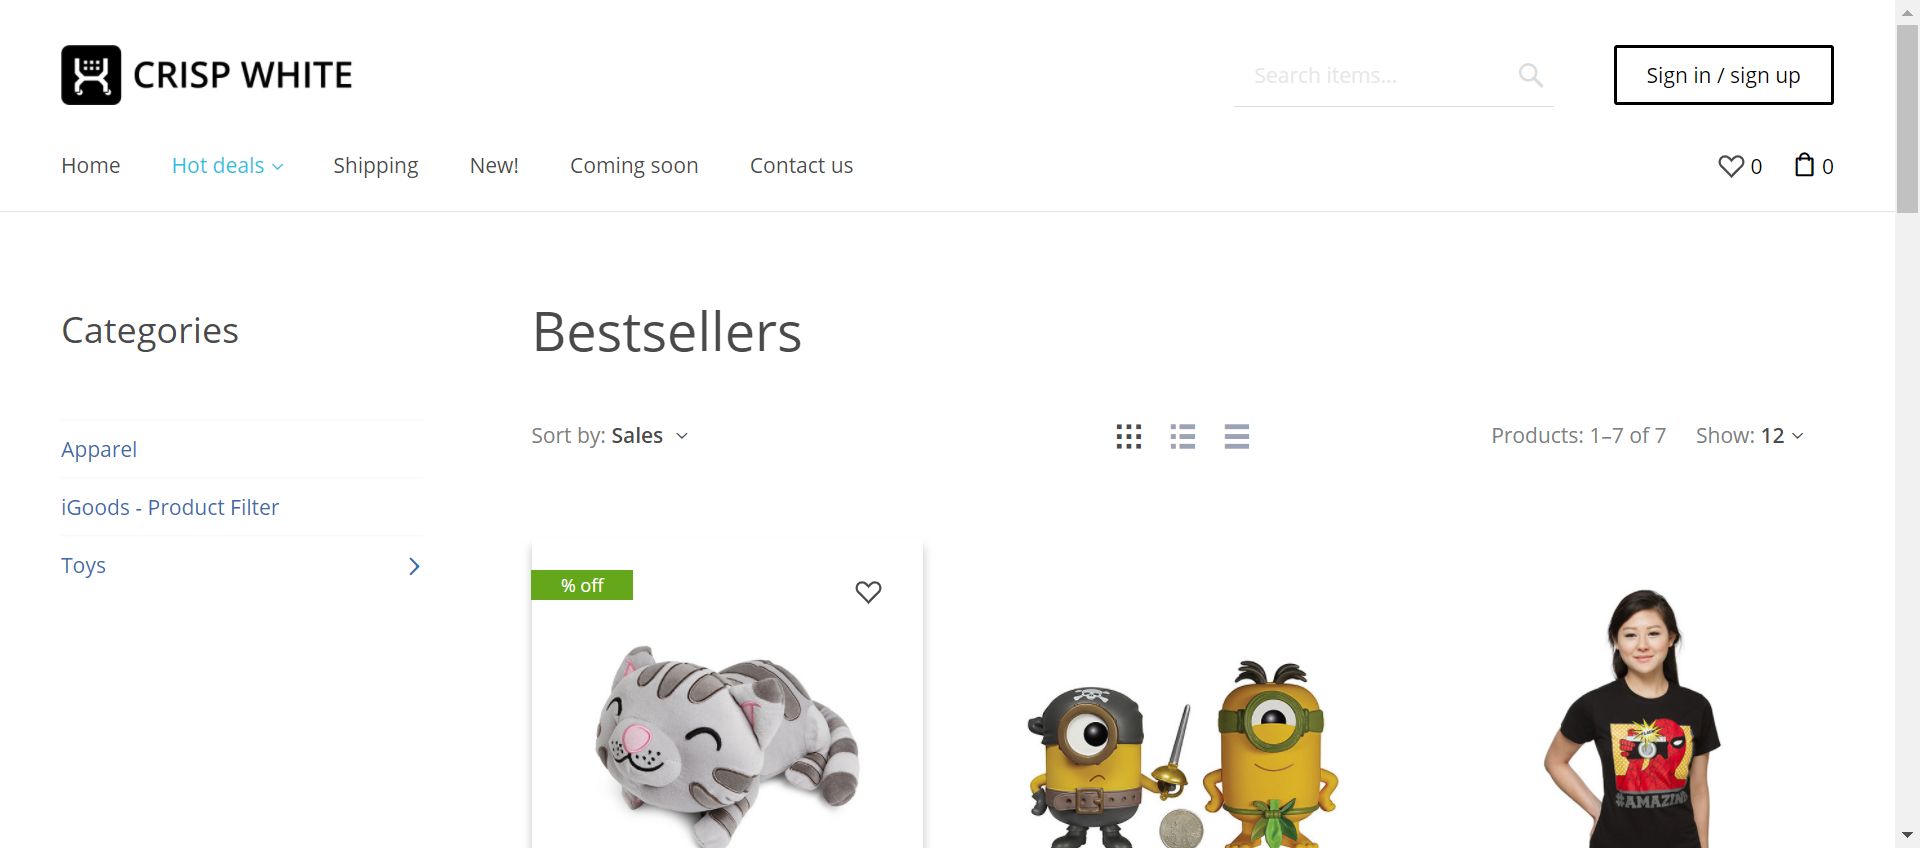 CRISP WHITE
Search items...
Sign in / sign up
Home
Hot deals
Shipping
New!
Coming soon
Contact us
0
0
Categories
Bestsellers
Sort by: Sales
Products: 1–7 of 7
Show: 12
Apparel
iGoods - Product Filter
Toys
% off
#AMAZING